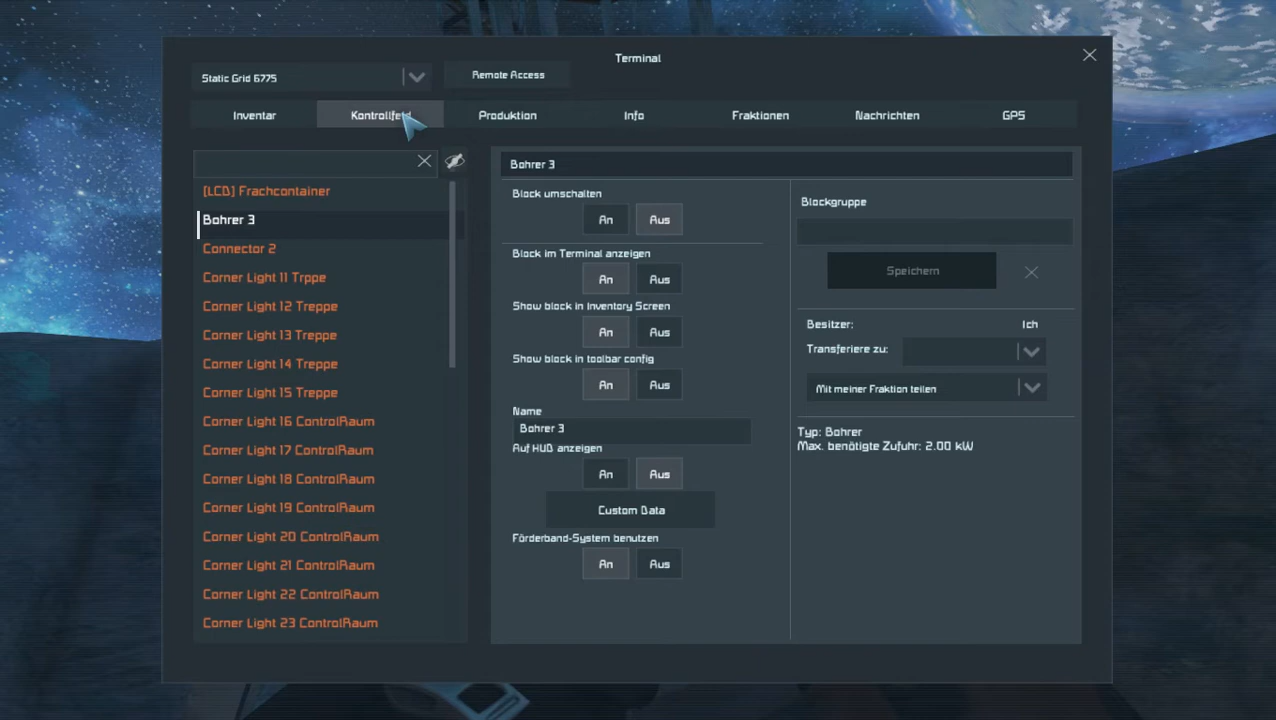 Terminal
Static Grid 6775
Remote Access
Inventar
Kontrollfeld
Produktion
Info
Fraktionen
Nachrichten
GPS
[LCD] Frachcontainer
Bohrer 3
Connector 2
Corner Light 11 Trppe
Corner Light 12 Treppe
Corner Light 13 Treppe
Corner Light 14 Treppe
Corner Light 15 Treppe
Corner Light 16 ControlRaum
Corner Light 17 ControlRaum
Corner Light 18 ControlRaum
Corner Light 19 ControlRaum
Corner Light 20 ControlRaum
Corner Light 21 ControlRaum
Corner Light 22 ControlRaum
Corner Light 23 ControlRaum
Bohrer 3
Block umschalten
An Aus
Block im Terminal anzeigen
An Aus
Show block in Inventory Screen
An Aus
Show block in toolbar config
An Aus
Name
Bohrer 3
Auf HUD anzeigen
An Aus
Custom Data
Förderband-System benutzen
An Aus
Blockgruppe
Speichern
Besitzer: Ich
Transferiere zu:
Mit meiner Fraktion teilen
Typ: Bohrer
Max. benötigte Zufuhr: 2.00 kW